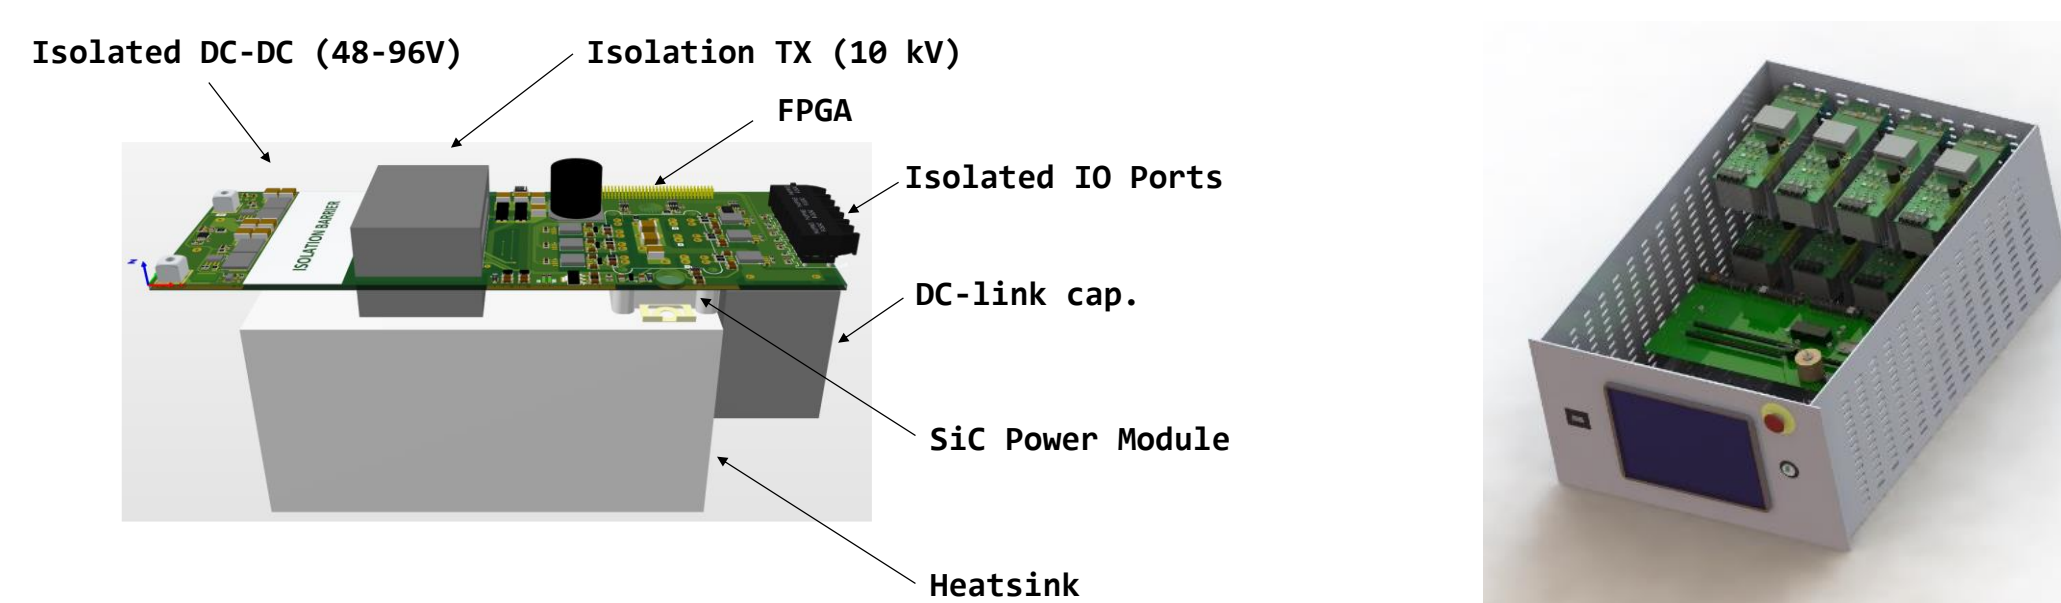 Isolated DC-DC (48-96V)
Isolation TX (10 kV)
FPGA
Isolated IO Ports
ISOLATION BARRIER
DC-link cap.
SiC Power Module
Heatsink